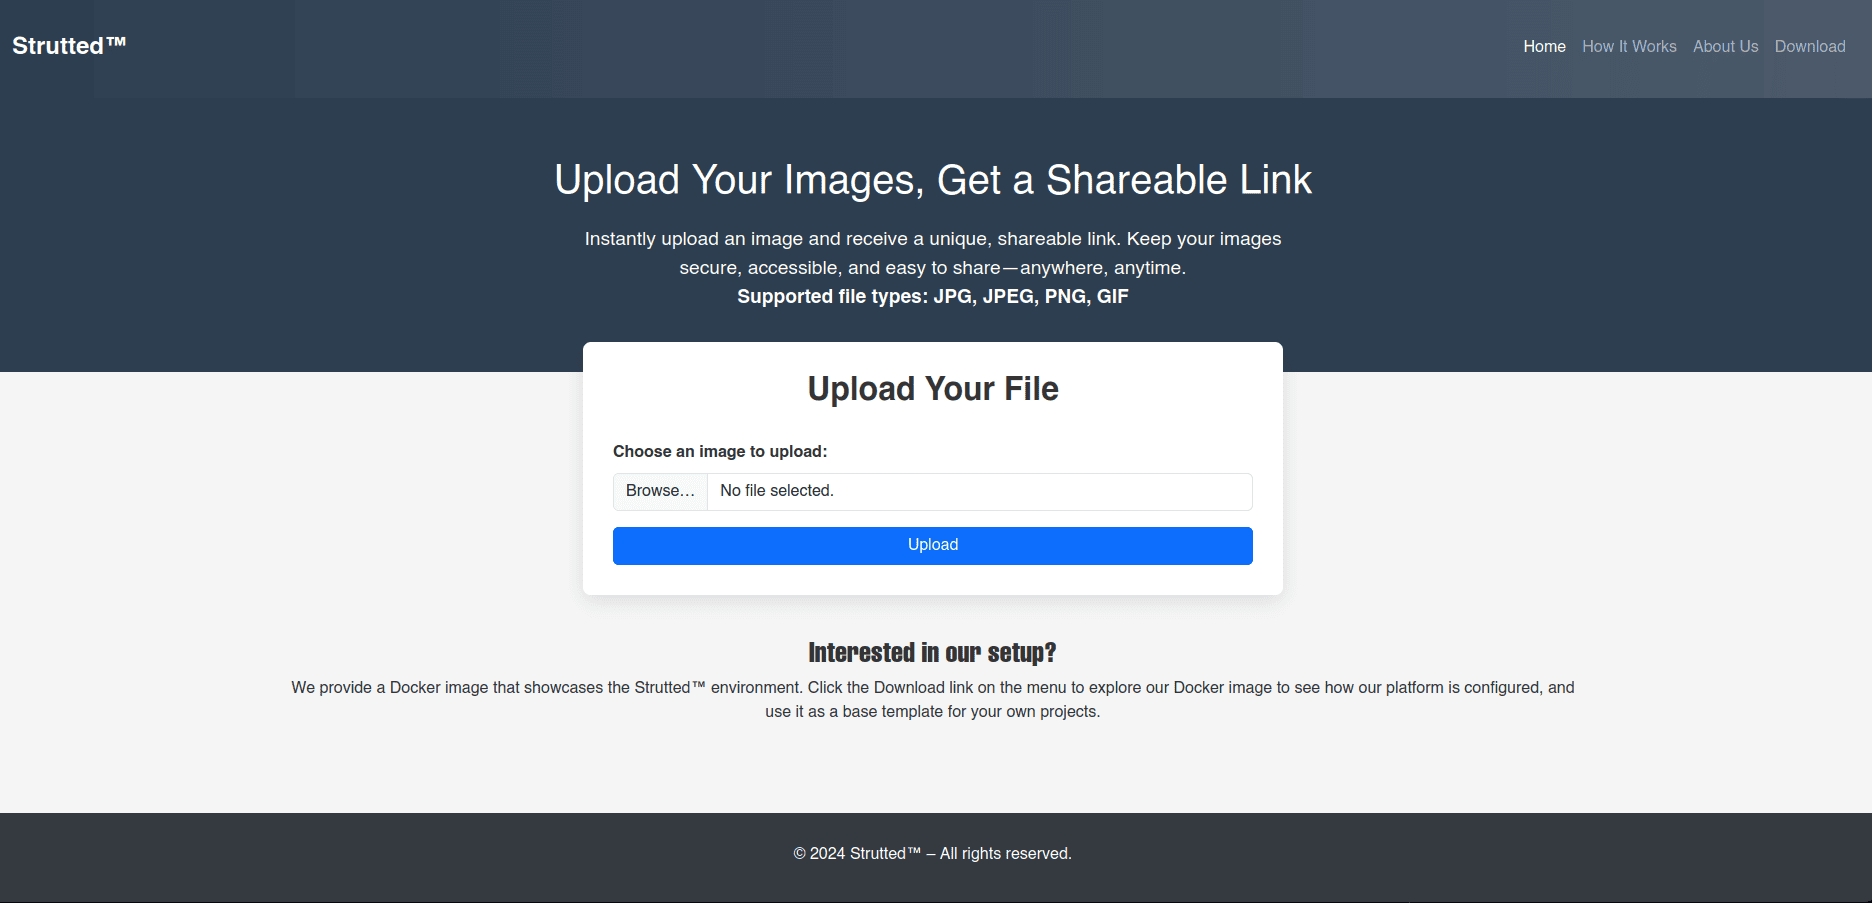 Strutted™
Home How It Works About Us Download
Upload Your Images, Get a Shareable Link
Instantly upload an image and receive a unique, shareable link. Keep your images
secure, accessible, and easy to share—anywhere, anytime.
Supported file types: JPG, JPEG, PNG, GIF
Upload Your File
Choose an image to upload:
Browse... No file selected.
Upload
Interested in our setup?
We provide a Docker image that showcases the Strutted™ environment. Click the Download link on the menu to explore our Docker image to see how our platform is configured, and
use it as a base template for your own projects.
© 2024 Strutted™ – All rights reserved.